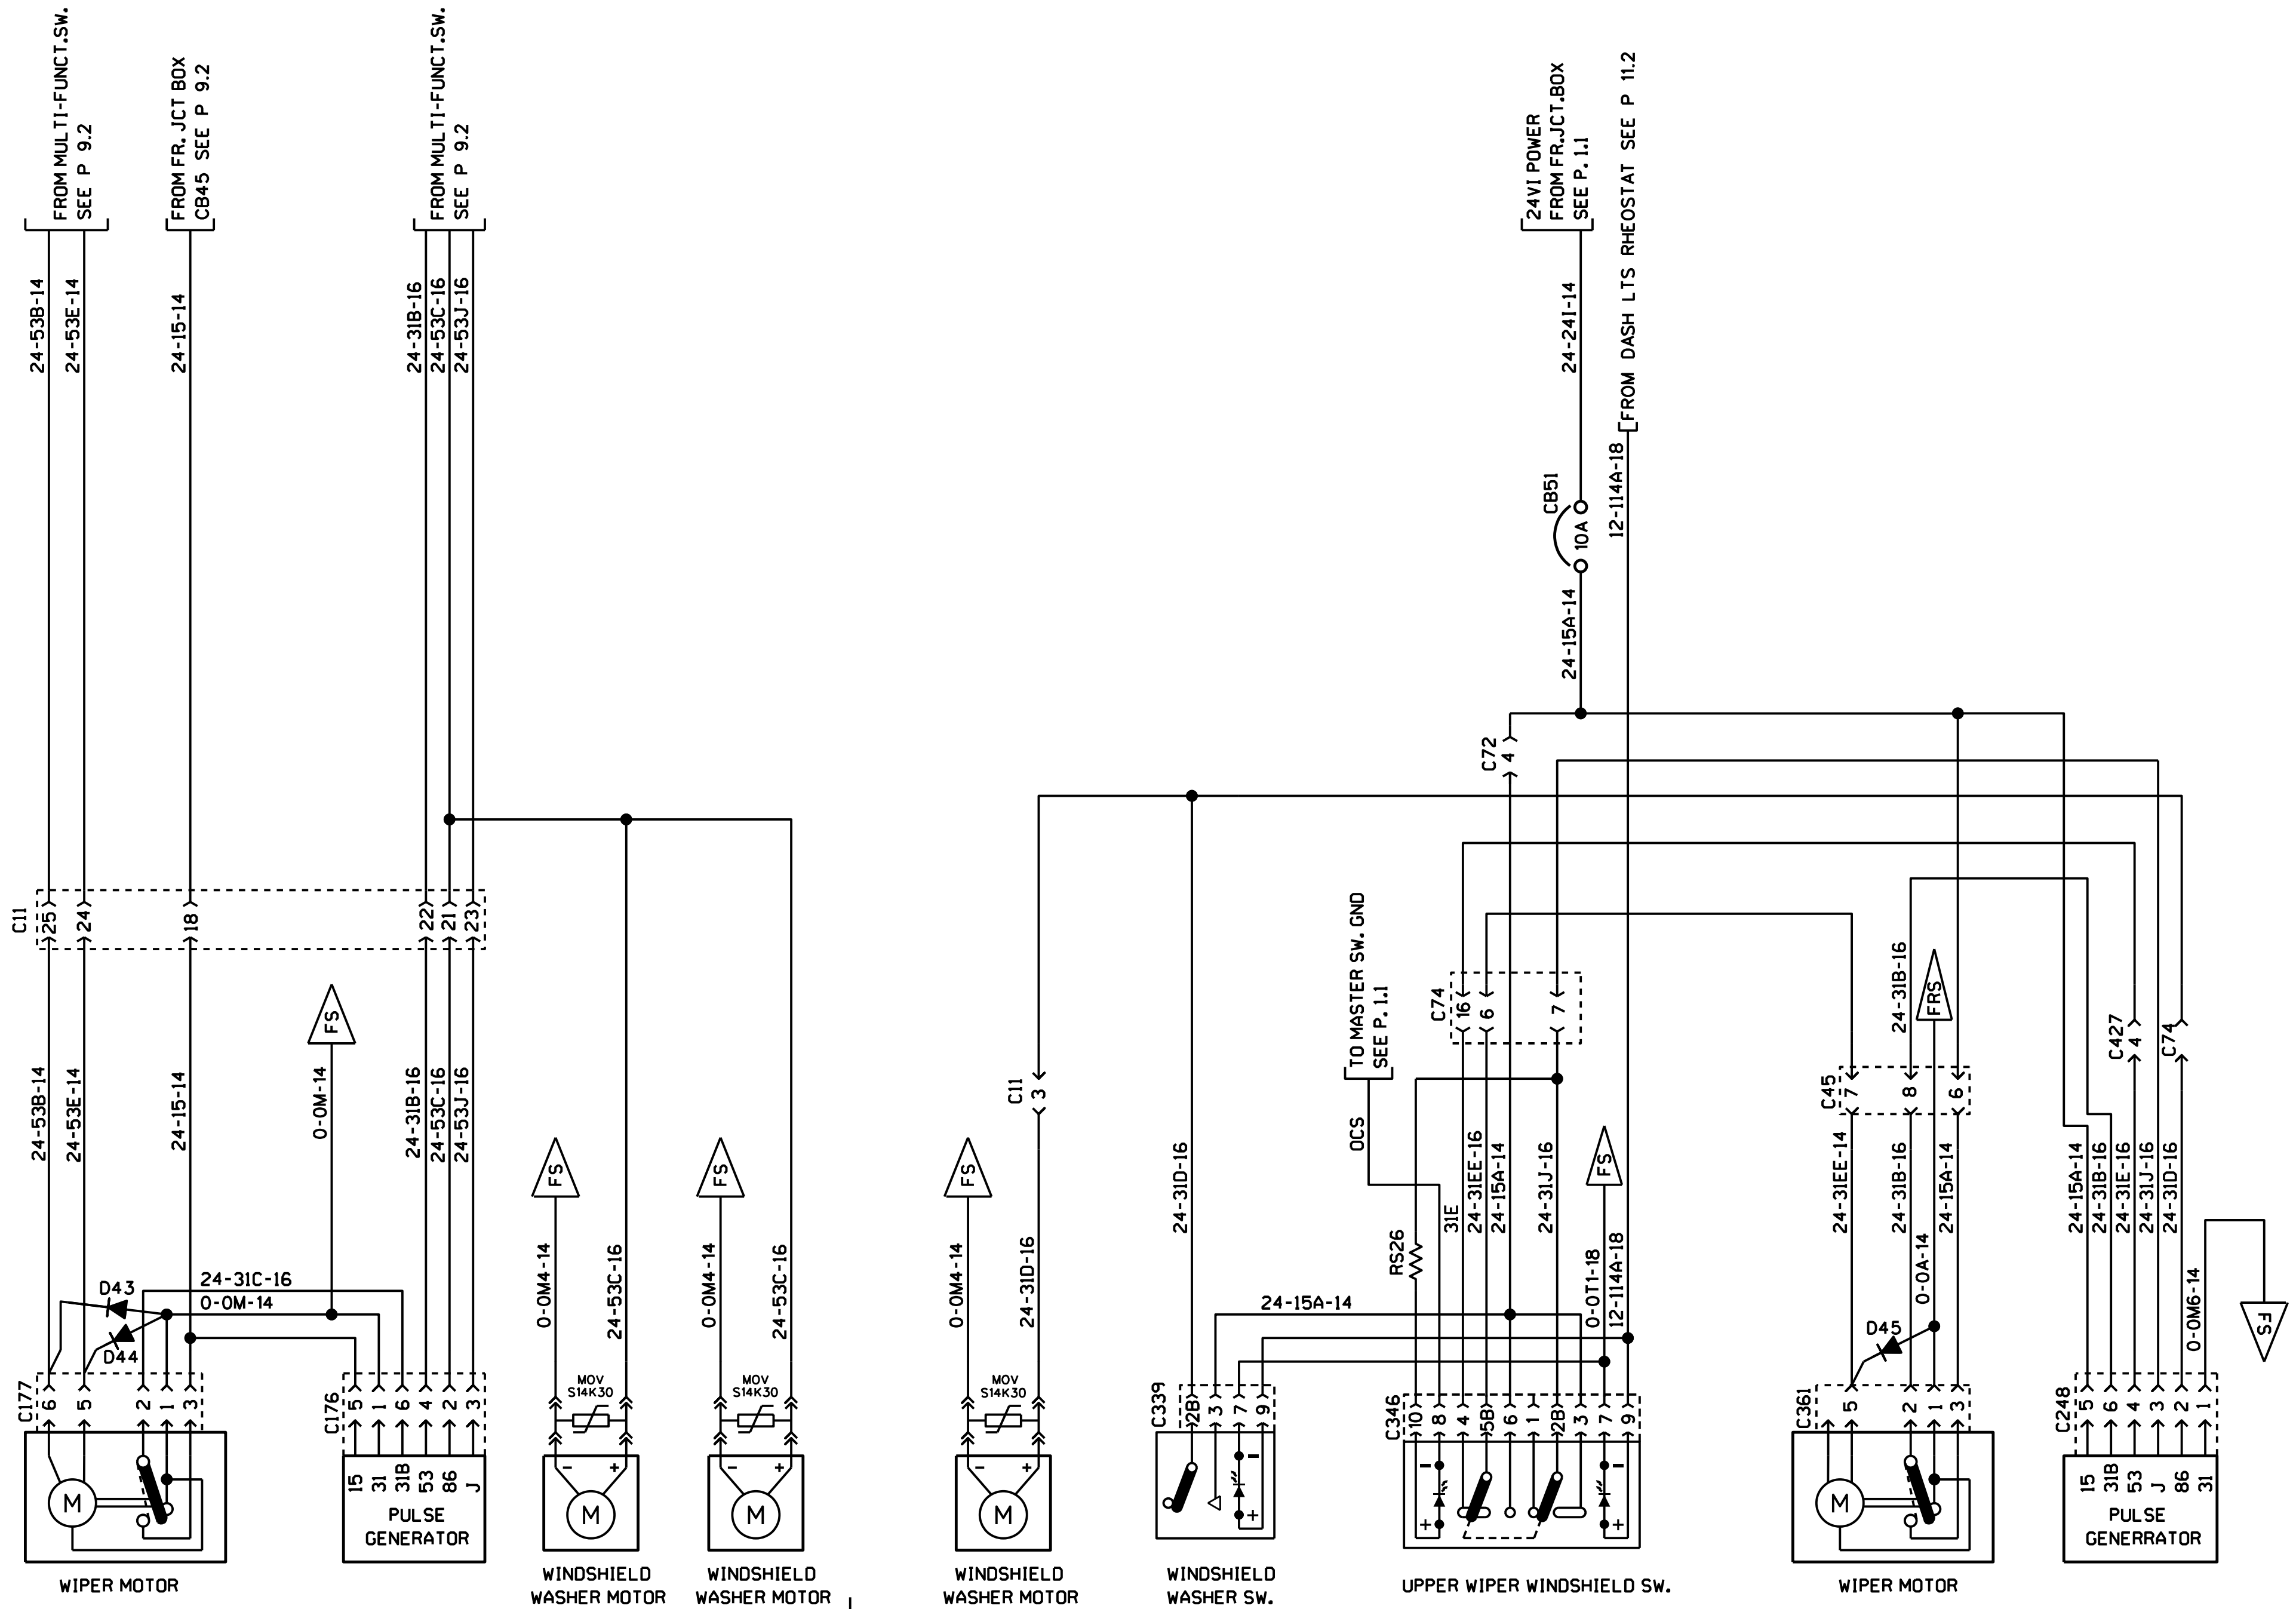 FROM MULTI-FUNCT.SW.
SEE P 9.2
FROM FR.JCT BOX
CB45 SEE P 9.2
FROM MULTI-FUNCT.SW.
SEE P 9.2
24VI POWER
FROM FR.JCT.BOX
SEE P. 1.1
FROM DASH LTS RHEOSTAT SEE P 11.2
24-53B-14
24-53E-14
24-15-14
24-31B-16
24-53C-16
24-53J-16
24-24I-14
12-114A-18
CB51
10A
24-15A-14
C72
4
C11
25
24
18
22
21
23
TO MASTER SW. GND
SEE P. 1.1
C74
16
6
7
24-31B-16
FRS
C427
4
C74
FS
24-53B-14
24-53E-14
24-15-14
0-0M-14
24-31B-16
24-53C-16
24-53J-16
C11
3
C45
7
8
6
OCS
FS
FS
FS
FS
24-31D-16
31E
24-31EE-16
24-15A-14
24-31J-16
24-31EE-14
24-31B-16
24-15A-14
24-15A-14
24-31B-16
24-31E-16
24-31J-16
24-31D-16
RS26
0-0M4-14
24-53C-16
0-0M4-14
24-53C-16
0-0M4-14
24-31D-16
0-0T1-18
12-114A-18
0-0A-14
0-0M6-14
FS
D43
24-31C-16
0-0M-14
D44
24-15A-14
D45
C177
6
5
2
1
3
C176
5
1
6
4
2
3
MOV
S14K30
MOV
S14K30
MOV
S14K30
C339
2B
3
7
9
C346
10
8
4
5B
6
1
2B
3
7
9
C361
5
2
1
3
C248
5
6
4
3
2
1
M
15
31
31B
53
86
J
PULSE
GENERATOR
- +
M
- +
M
- +
M
-
+
-
+
-
+
M
15
31B
53
J
86
31
PULSE
GENERRATOR
WIPER MOTOR
WINDSHIELD
WASHER MOTOR
WINDSHIELD
WASHER MOTOR
WINDSHIELD
WASHER MOTOR
WINDSHIELD
WASHER SW.
UPPER WIPER WINDSHIELD SW.
WIPER MOTOR